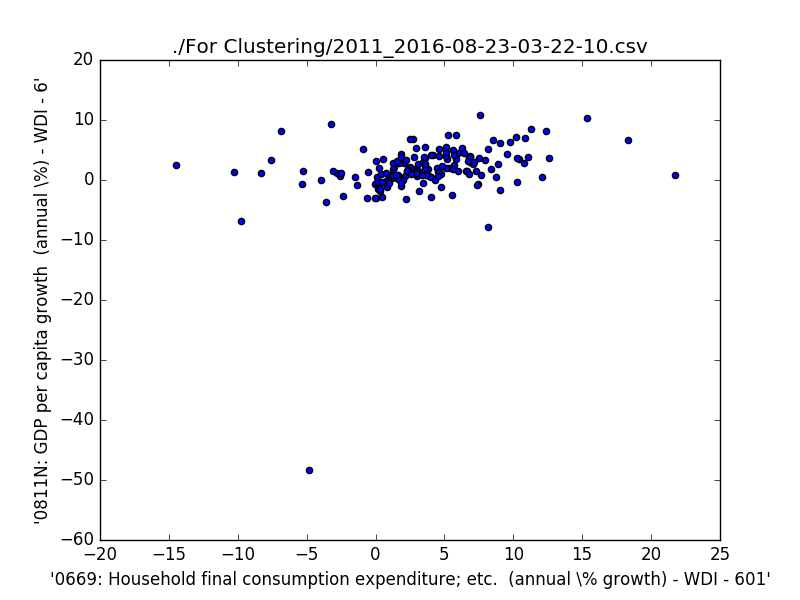 ./For Clustering/2011_2016-08-23-03-22-10.csv
20
10
0
−10
−20
−30
−40
−50
−60
'0811N: GDP per capita growth  (annual \%) - WDI - 6'
−20 −15 −10 −5 0 5 10 15 20 25
'0669: Household final consumption expenditure; etc.  (annual \% growth) - WDI - 601'